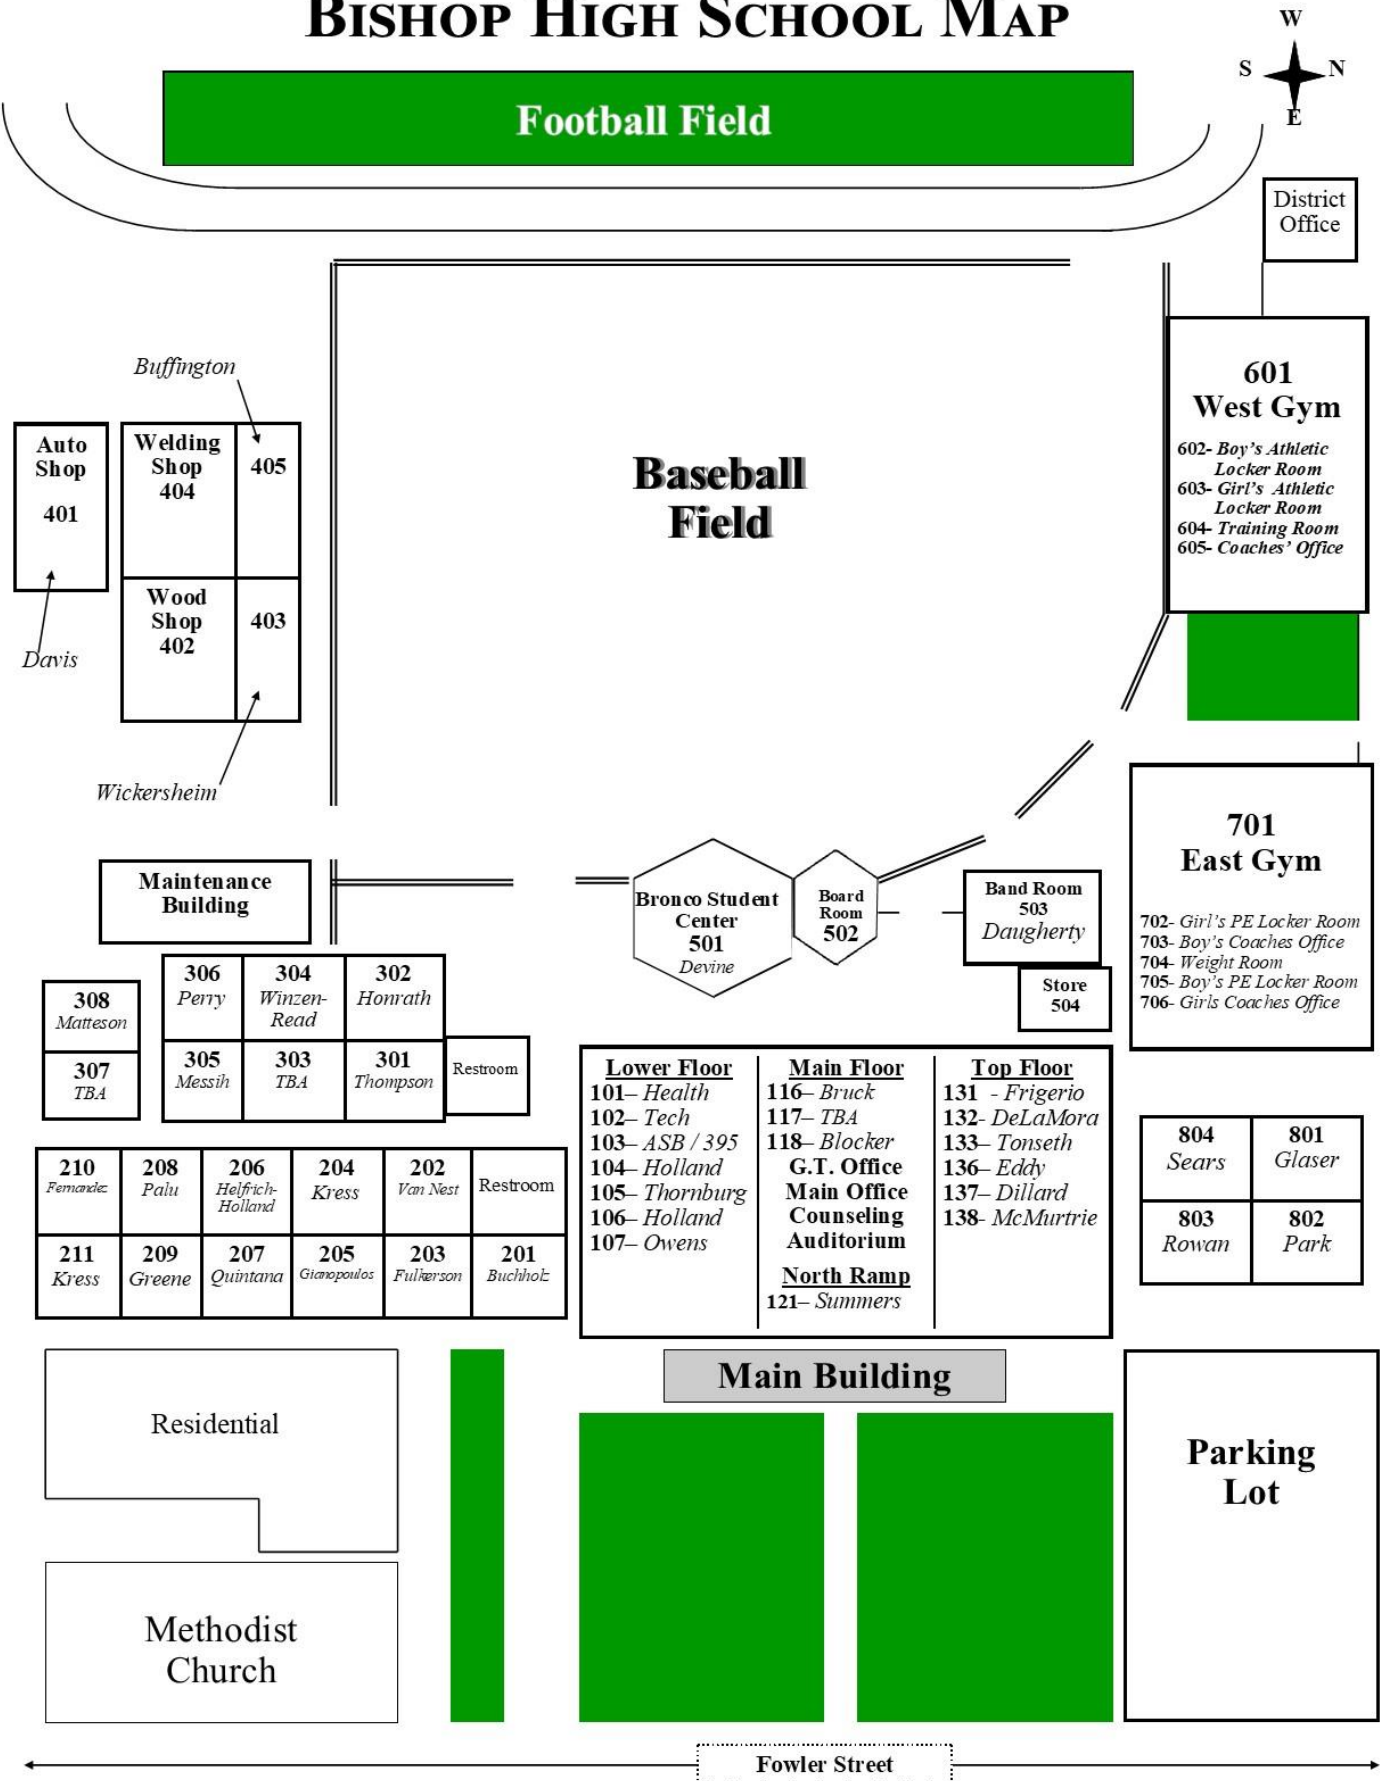 BISHOP HIGH SCHOOL MAP
W
S N
E
Football Field
District
Office
Buffington
Auto
Shop
401
Davis
Welding
Shop
404
405
Wood
Shop
402
403
Wickersheim
Baseball
Field
601
West Gym
602- Boy's Athletic
Locker Room
603- Girl's Athletic
Locker Room
604- Training Room
605- Coaches' Office
701
East Gym
702- Girl's PE Locker Room
703- Boy's Coaches Office
704- Weight Room
705- Boy's PE Locker Room
706- Girls Coaches Office
Maintenance
Building
Bronco Student
Center
501
Devine
Board
Room
502
Band Room
503
Daugherty
Store
504
308
Matteson
307
TBA
306
Perry
304
Winzen-
Read
302
Honrath
305
Messih
303
TBA
301
Thompson
Restroom
210
Fernandez
208
Palu
206
Helfrich-
Holland
204
Kress
202
Van Nest
Restroom
211
Kress
209
Greene
207
Quintana
205
Gianopoulos
203
Fulkerson
201
Buchholz
Lower Floor
101– Health
102– Tech
103– ASB / 395
104– Holland
105– Thornburg
106– Holland
107– Owens
Main Floor
116– Bruck
117– TBA
118– Blocker
G.T. Office
Main Office
Counseling
Auditorium
North Ramp
121– Summers
Top Floor
131 - Frigerio
132- DeLaMora
133– Tonseth
136– Eddy
137– Dillard
138- McMurtrie
804
Sears
801
Glaser
803
Rowan
802
Park
Main Building
Residential
Methodist
Church
Parking
Lot
Fowler Street